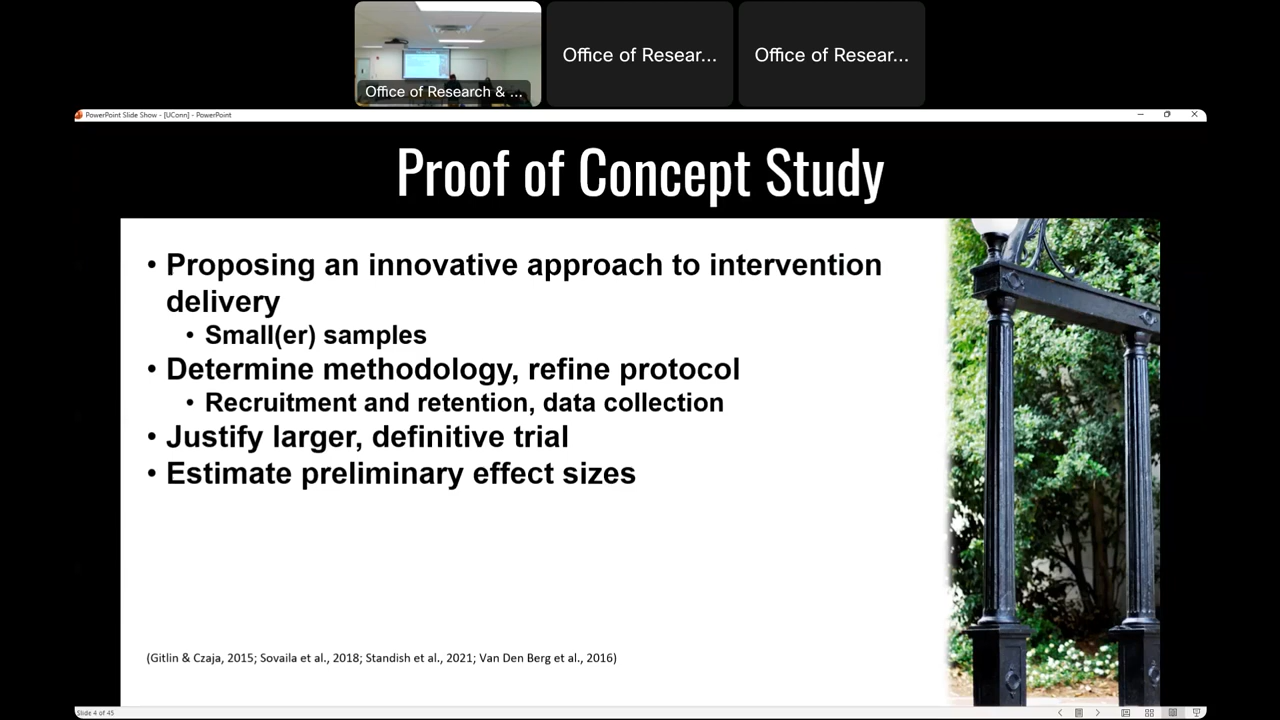 Office of Research & ...
Office of Resear...
Office of Resear...
PowerPoint Slide Show - [UConn] - PowerPoint
Proof of Concept Study
• Proposing an innovative approach to intervention
delivery
• Small(er) samples
• Determine methodology, refine protocol
• Recruitment and retention, data collection
• Justify larger, definitive trial
• Estimate preliminary effect sizes
(Gitlin & Czaja, 2015; Sovaila et al., 2018; Standish et al., 2021; Van Den Berg et al., 2016)
Slide 4 of 45